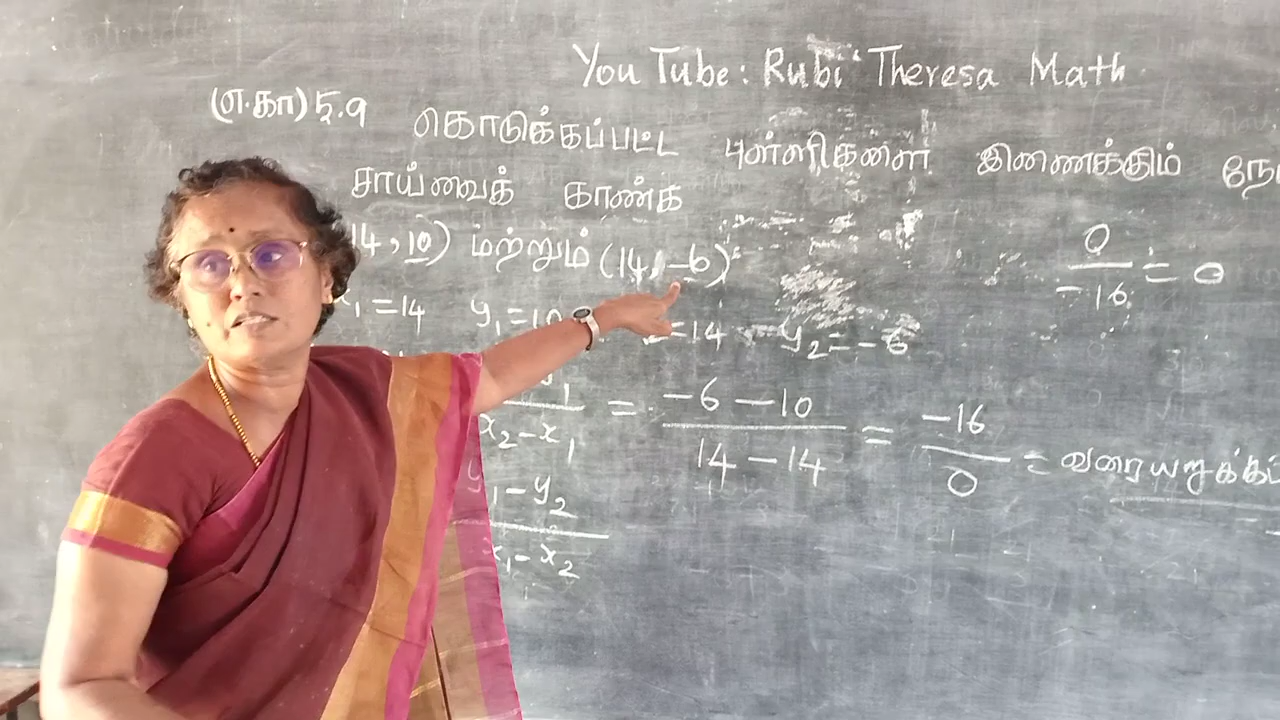 You Tube: Rubi Theresa Math
(எ.கா) 5.9 கொடுக்கப்பட்ட புள்ளிகளை இணைக்கும் நே
சாய்வைக் காண்க
14, 10) மற்றும் (14, -6)
0/-16 = 0
x₁ = 14 y₁ = 10 = 14 y₂ = -6
y₁/x₂ - x₁ = -6 - 10/14 - 14 = -16/0 = வரையறுக்கப்
y₁ - y₂/x₁ - x₂